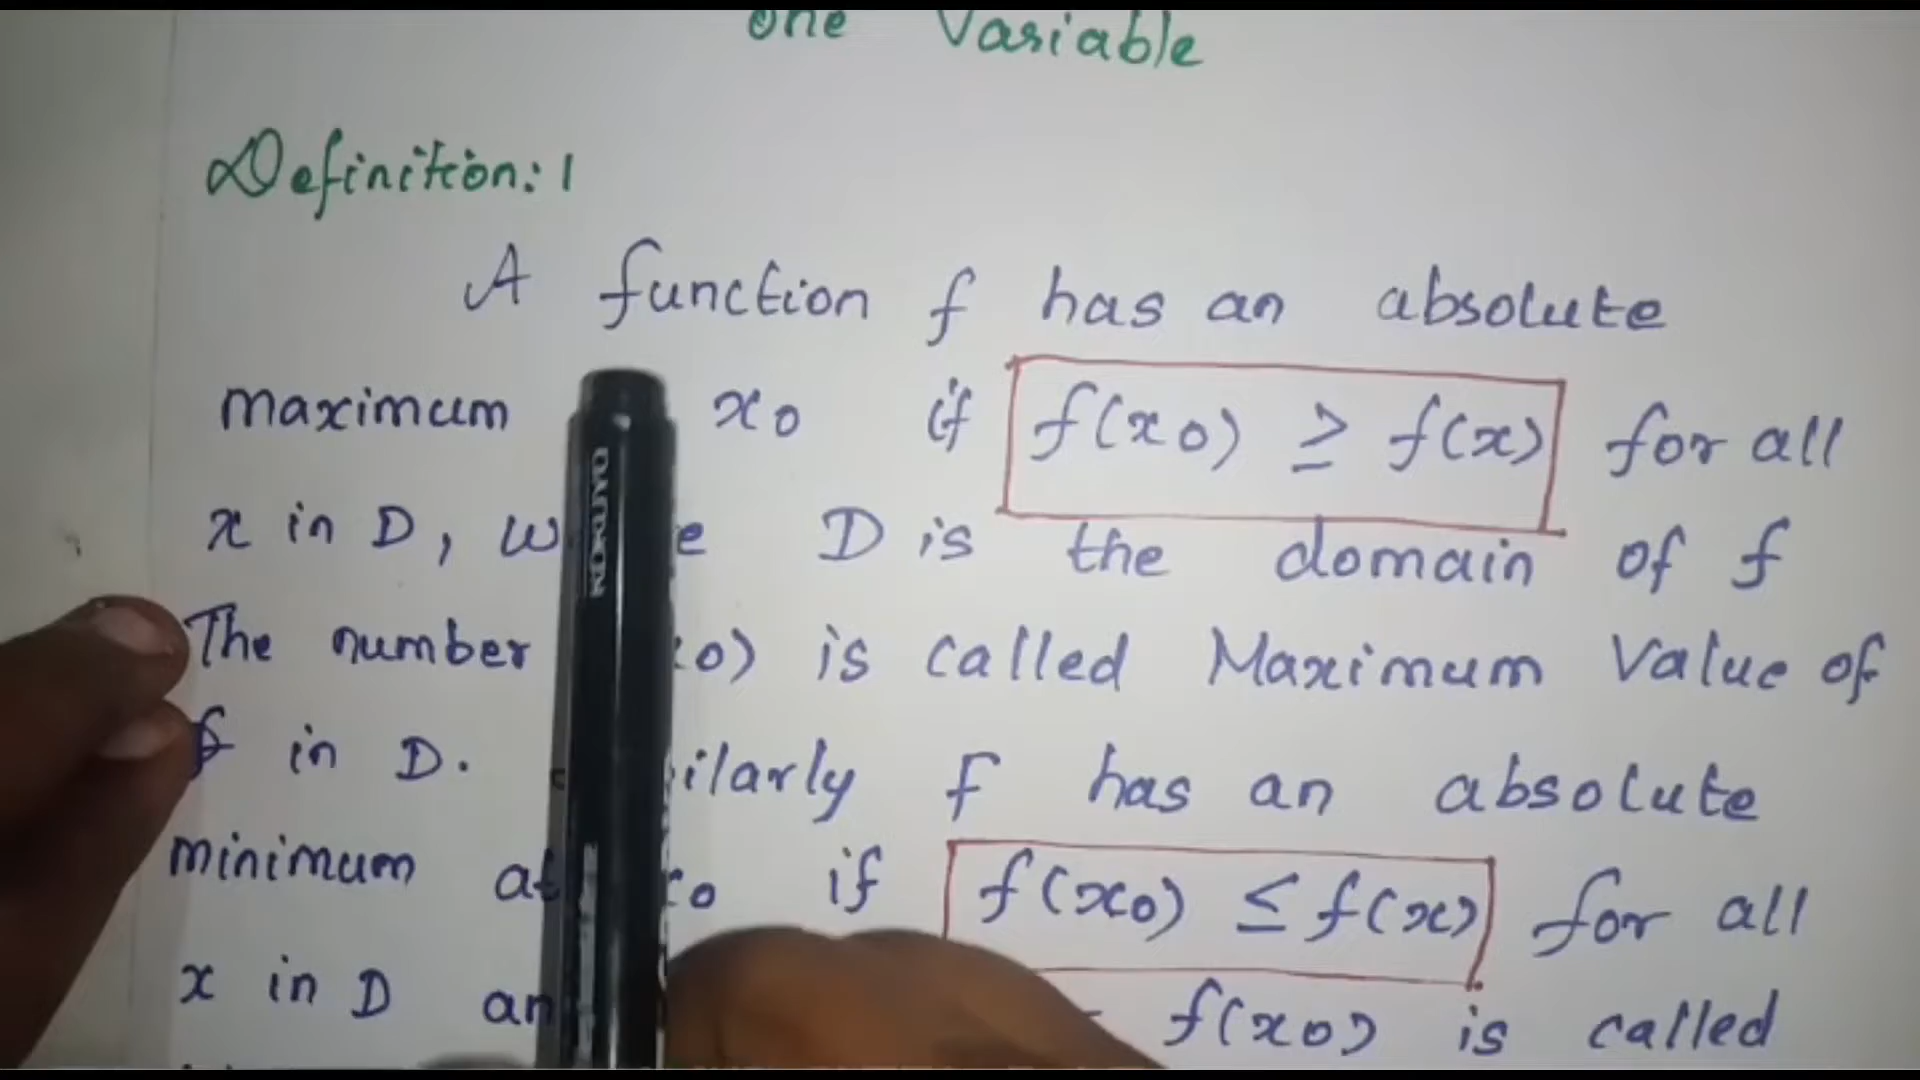 one Variable
Definition: 1
A function f has an absolute
maximum x0 if f(x0) ≥ f(x) for all
x in D, D is the domain of f
The number is called Maximum Value of
f in D. f has an absolute
minimum at x0 if f(x0) ≤ f(x) for all
x in D f(x0) is called